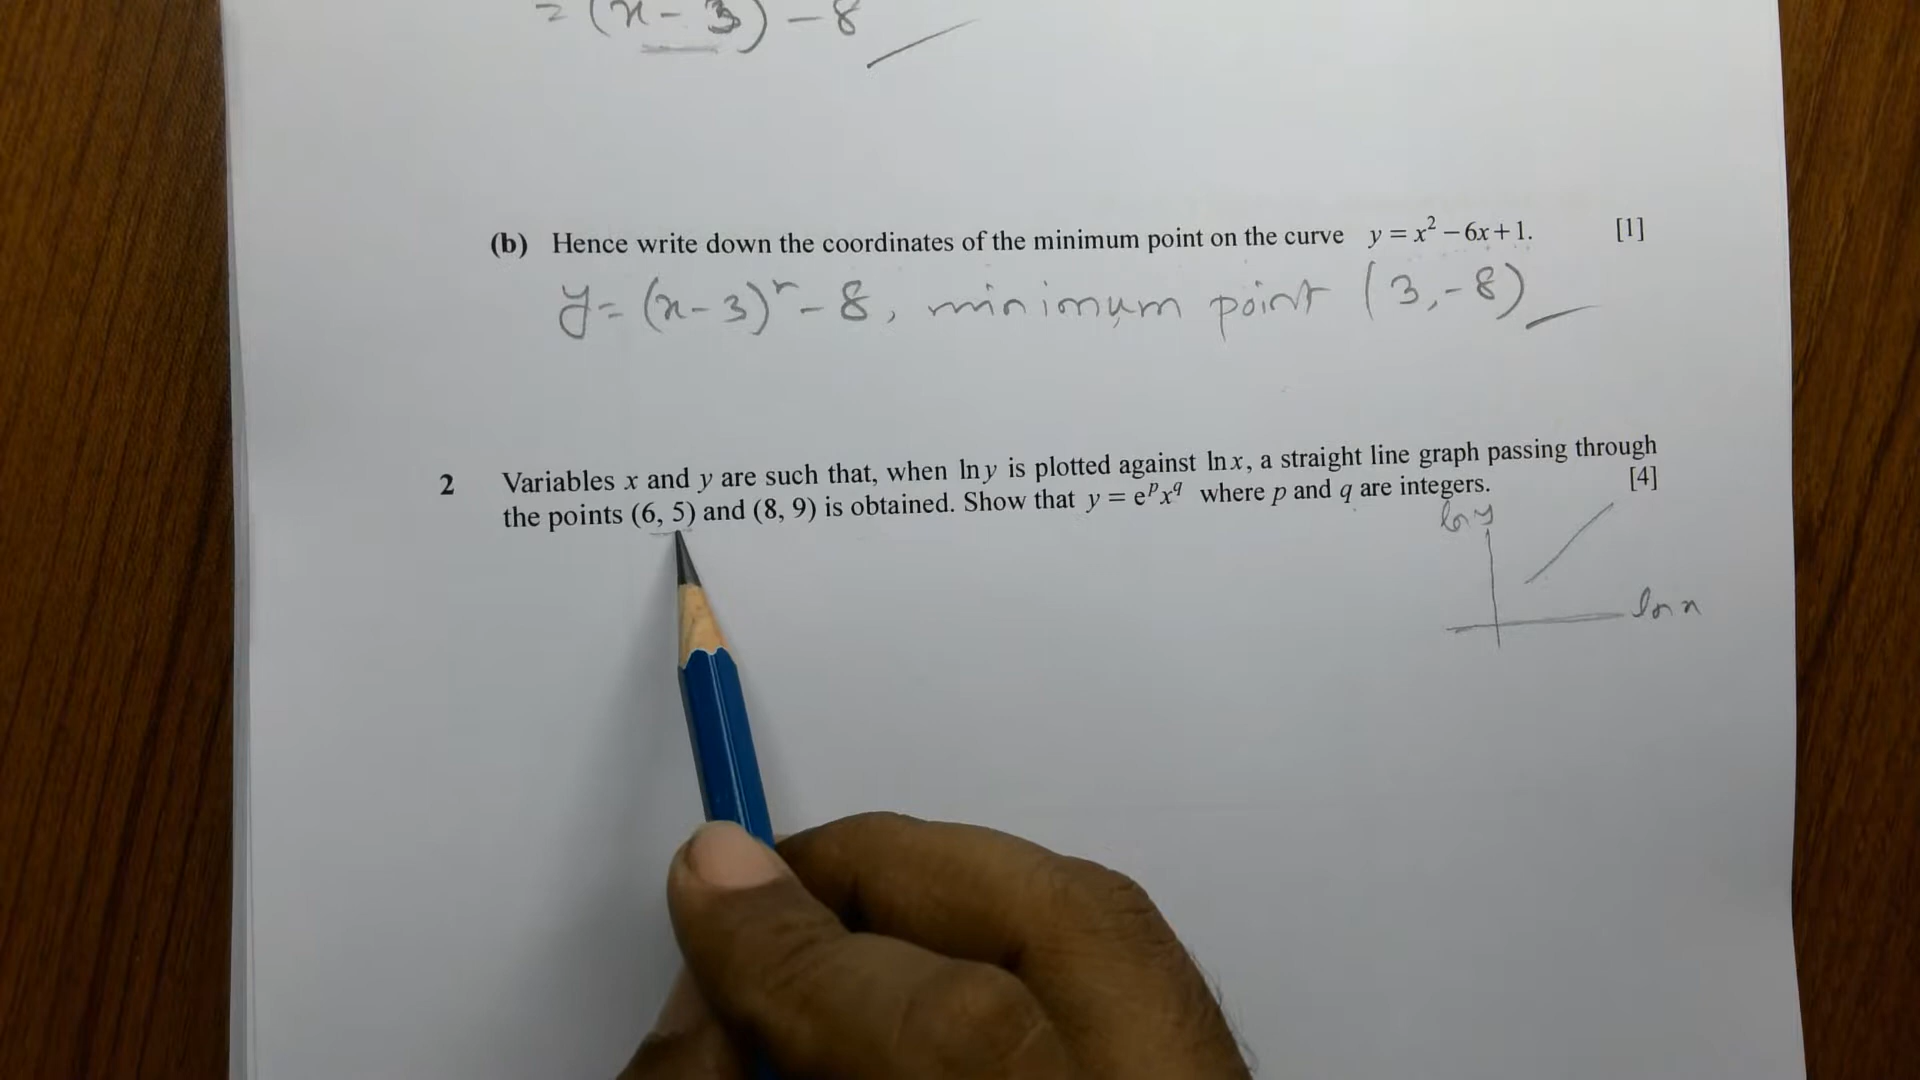 = (x - 3) - 8
(b) Hence write down the coordinates of the minimum point on the curve y = x² − 6x + 1. [1]
y = (x - 3)² - 8, minimum point (3, -8)
2 Variables x and y are such that, when ln y is plotted against ln x, a straight line graph passing through
the points (6, 5) and (8, 9) is obtained. Show that y = eᵖx^q where p and q are integers. [4]
ln y
ln x